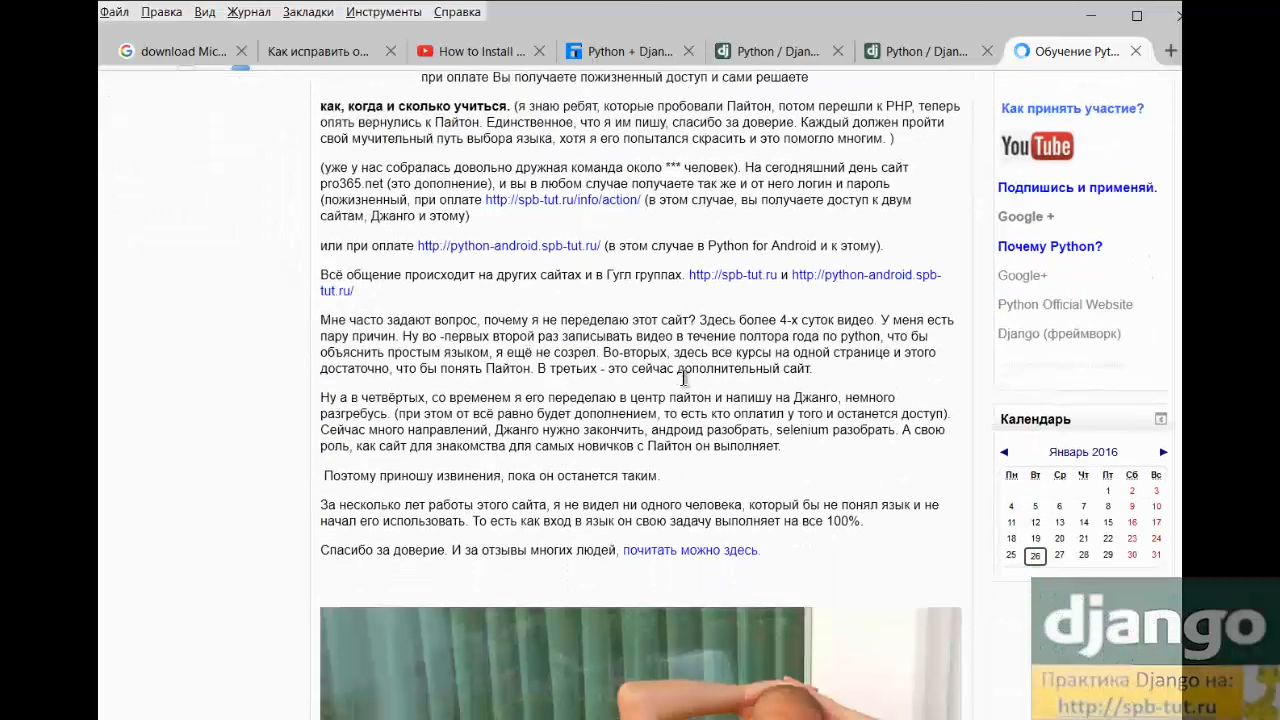 Файл Правка Вид Журнал Закладки Инструменты Справка
download Mic... Как исправить о... How to Install ... Python + Djan... Python / Djan... Python / Djan... Обучение Pyt...
при оплате Вы получаете пожизненный доступ и сами решаете
как, когда и сколько учиться. (я знаю ребят, которые пробовали Пайтон, потом перешли к PHP, теперь
опять вернулись к Пайтон. Единственное, что я им пишу, спасибо за доверие. Каждый должен пройти
свой мучительный путь выбора языка, хотя я его попытался скрасить и это помогло многим. )
(уже у нас собралась довольно дружная команда около *** человек). На сегодняшний день сайт
pro365.net (это дополнение), и вы в любом случае получаете так же и от него логин и пароль
(пожизненный, при оплате http://spb-tut.ru/info/action/ (в этом случае, вы получаете доступ к двум
сайтам, Джанго и этому)
или при оплате http://python-android.spb-tut.ru/ (в этом случае в Python for Android и к этому).
Всё общение происходит на других сайтах и в Гугл группах. http://spb-tut.ru и http://python-android.spb-
tut.ru/
Мне часто задают вопрос, почему я не переделаю этот сайт? Здесь более 4-х суток видео. У меня есть
пару причин. Ну во -первых второй раз записывать видео в течение полтора года по python, что бы
объяснить простым языком, я ещё не созрел. Во-вторых, здесь все курсы на одной странице и этого
достаточно, что бы понять Пайтон. В третьих - это сейчас дополнительный сайт.
Ну а в четвёртых, со временем я его переделаю в центр пайтон и напишу на Джанго, немного
разгребусь. (при этом от всё равно будет дополнением, то есть кто оплатил у того и останется доступ).
Сейчас много направлений, Джанго нужно закончить, андроид разобрать, selenium разобрать. А свою
роль, как сайт для знакомства для самых новичков с Пайтон он выполняет.
Поэтому приношу извинения, пока он останется таким.
За несколько лет работы этого сайта, я не видел ни одного человека, который бы не понял язык и не
начал его использовать. То есть как вход в язык он свою задачу выполняет на все 100%.
Спасибо за доверие. И за отзывы многих людей, почитать можно здесь.
Как принять участие?
YouTube
Подпишись и применяй.
Google +
Почему Python?
Google+
Python Official Website
Django (фреймворк)
Календарь
Январь 2016
Пн Вт Ср Чт Пт Сб Вс
1 2 3
4 5 6 7 8 9 10
11 12 13 14 15 16 17
18 19 20 21 22 23 24
25 26 27 28 29 30 31
django
Практика Django на:
http://spb-tut.ru